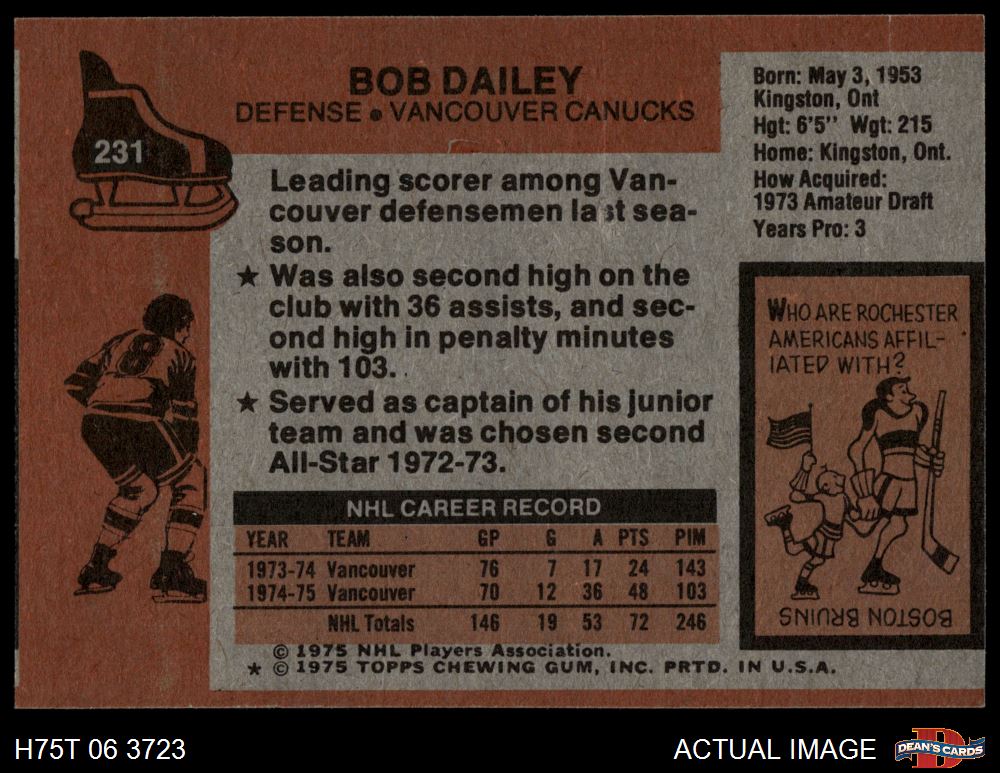 231
BOB DAILEY
DEFENSE • VANCOUVER CANUCKS
Leading scorer among Van-
couver defensemen last sea-
son.
★ Was also second high on the
club with 36 assists, and sec-
ond high in penalty minutes
with 103.
★ Served as captain of his junior
team and was chosen second
All-Star 1972-73.
NHL CAREER RECORD
YEAR TEAM GP G A PTS PIM
1973-74 Vancouver 76 7 17 24 143
1974-75 Vancouver 70 12 36 48 103
NHL Totals 146 19 53 72 246
© 1975 NHL Players Association.
★ © 1975 TOPPS CHEWING GUM, INC. PRTD. IN U.S.A.
8
Born: May 3, 1953
Kingston, Ont
Hgt: 6'5" Wgt: 215
Home: Kingston, Ont.
How Acquired:
1973 Amateur Draft
Years Pro: 3
WHO ARE ROCHESTER
AMERICANS AFFIL-
IATED WITH?
BOSTON BRUINS
H75T 06 3723
ACTUAL IMAGE
D
DEAN'S CARDS